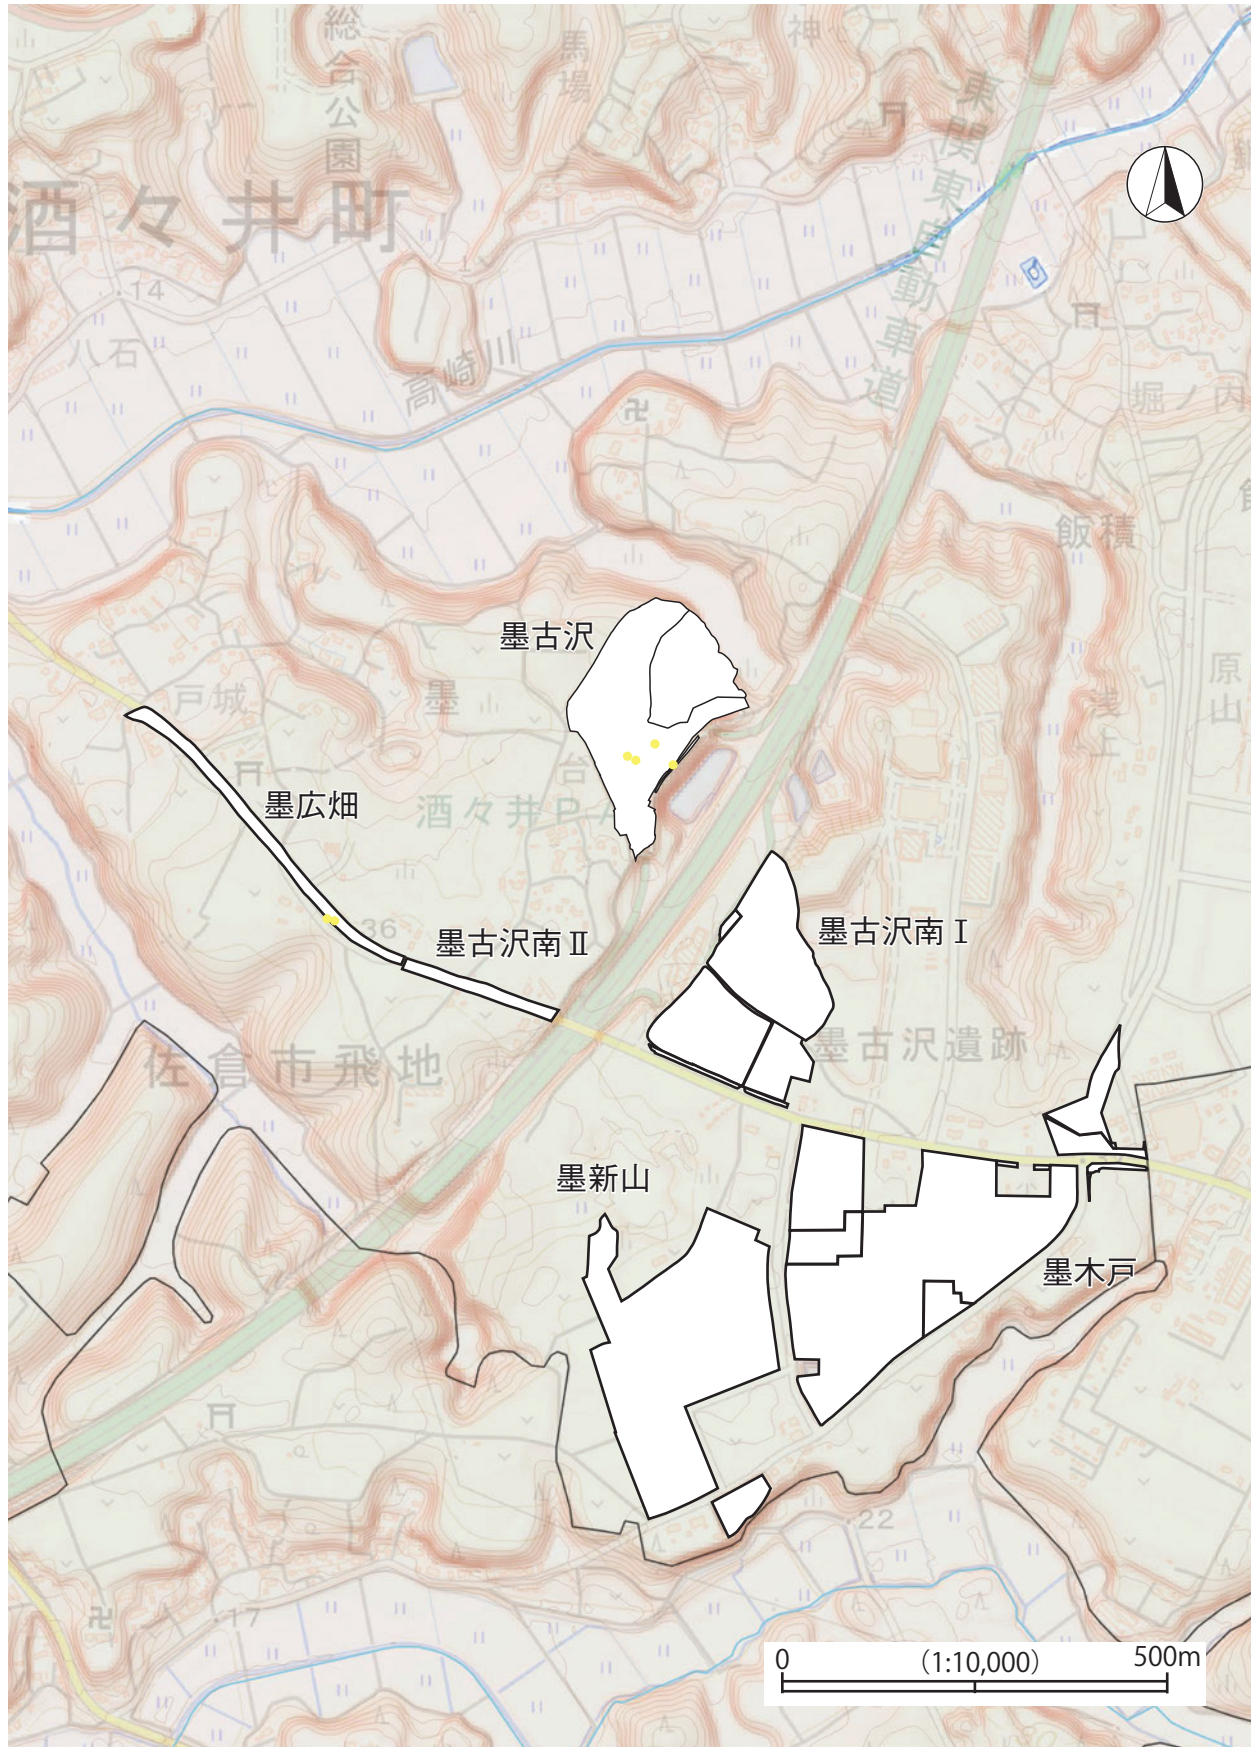 総合公園
馬場
神
東関東自動車道
酒々井町
14
八石
高崎川
堀ノ内
飯積
墨古沢
原山
浅上
戸城
墨
台
墨広畑
酒々井PA
36
墨古沢南Ⅱ
墨古沢南Ⅰ
佐倉市飛地
墨古沢遺跡
墨新山
墨木戸
22
17
0
(1:10,000)
500m